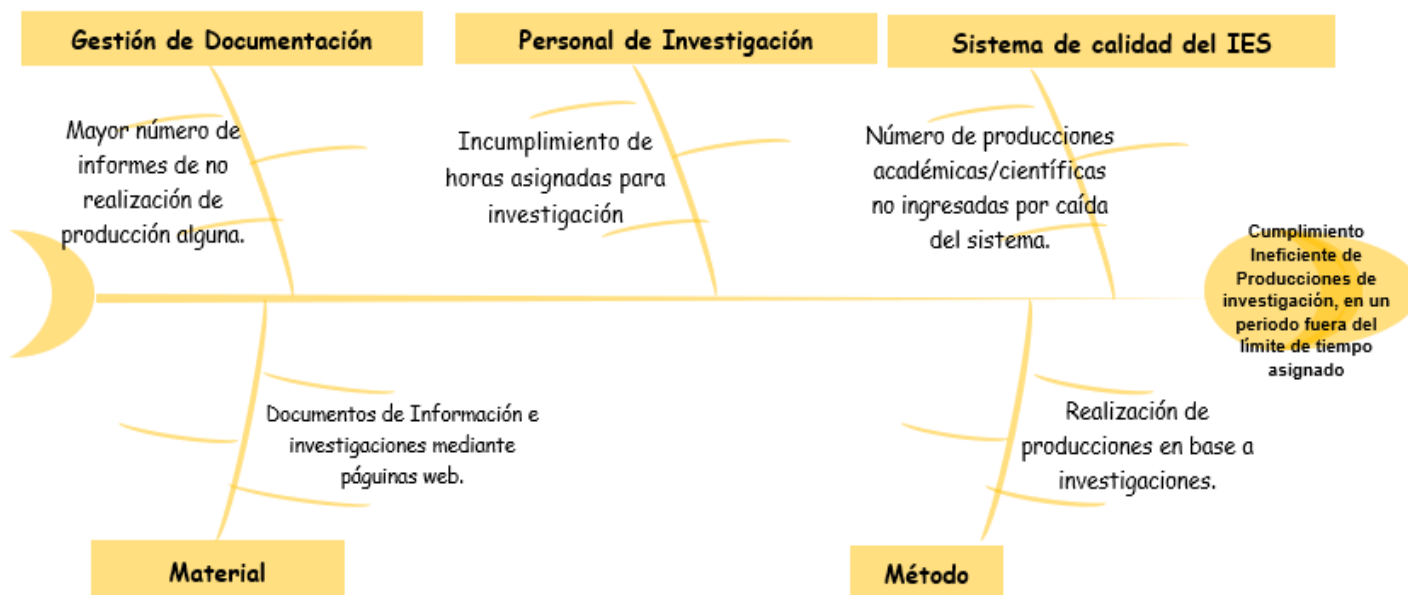 Gestión de Documentación
Personal de Investigación
Sistema de calidad del IES
Mayor número de
informes de no
realización de
producción alguna.
Incumplimiento de
horas asignadas para
investigación
Número de producciones
académicas/científicas
no ingresadas por caída
del sistema.
Cumplimiento
Ineficiente de
Producciones de
investigación, en un
periodo fuera del
límite de tiempo
asignado
Documentos de Información e
investigaciones mediante
páguinas web.
Realización de
producciones en base a
investigaciones.
Material
Método